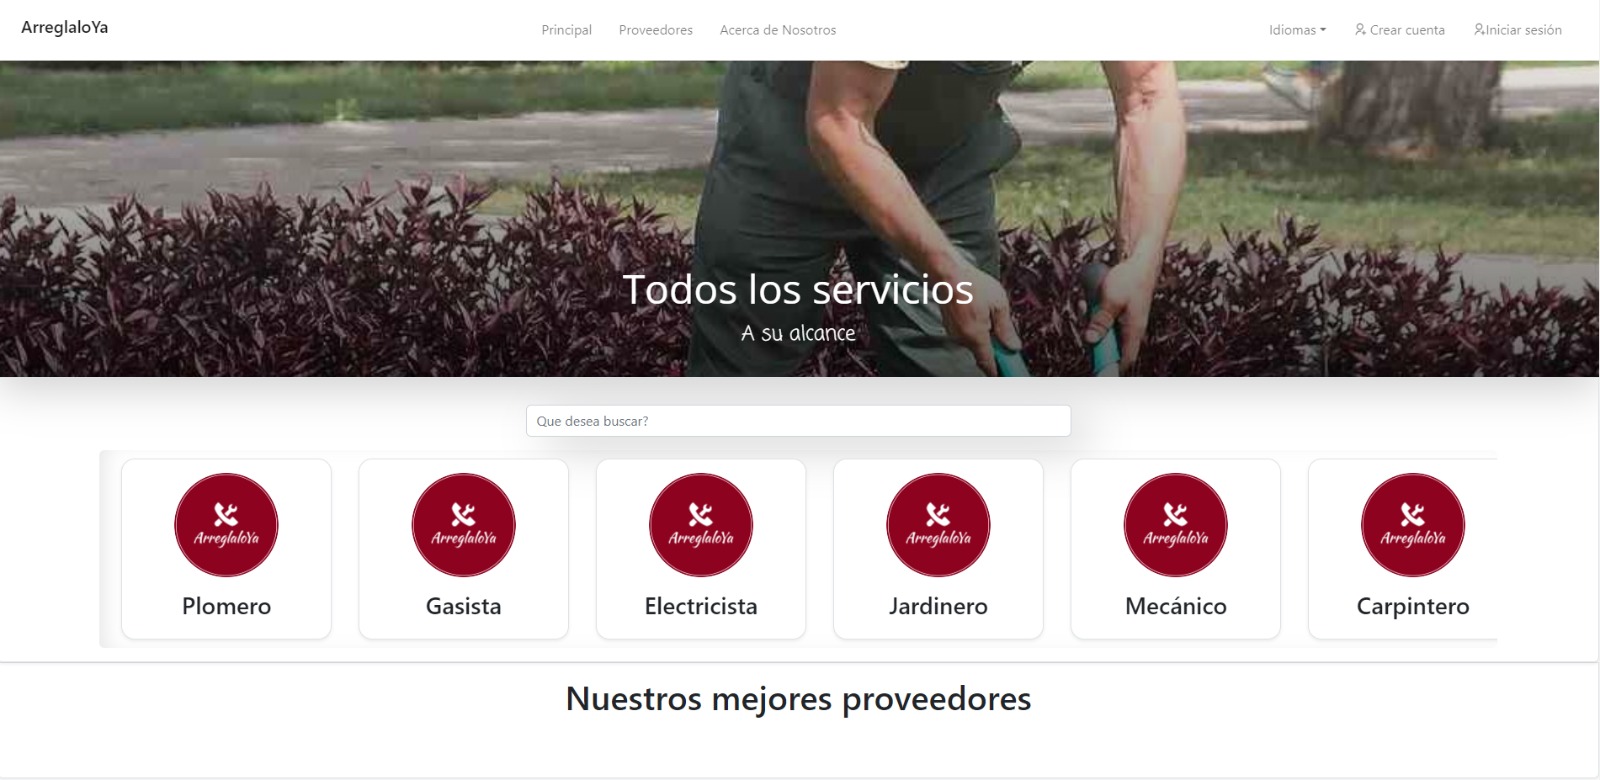 ArreglaloYa
Principal Proveedores Acerca de Nosotros
Idiomas Crear cuenta Iniciar sesión
Todos los servicios
A su alcance
Que desea buscar?
ArreglaloYa ArreglaloYa ArreglaloYa ArreglaloYa ArreglaloYa ArreglaloYa
Plomero Gasista Electricista Jardinero Mecánico Carpintero
Nuestros mejores proveedores